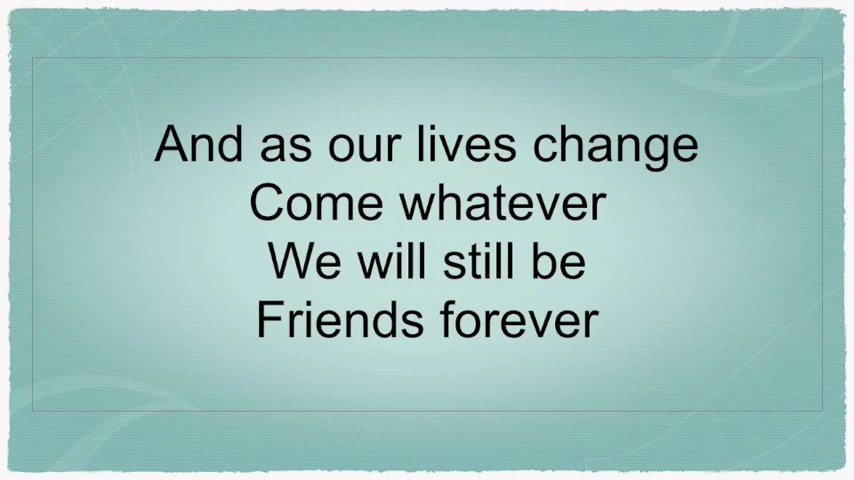 And as our lives change
Come whatever
We will still be
Friends forever